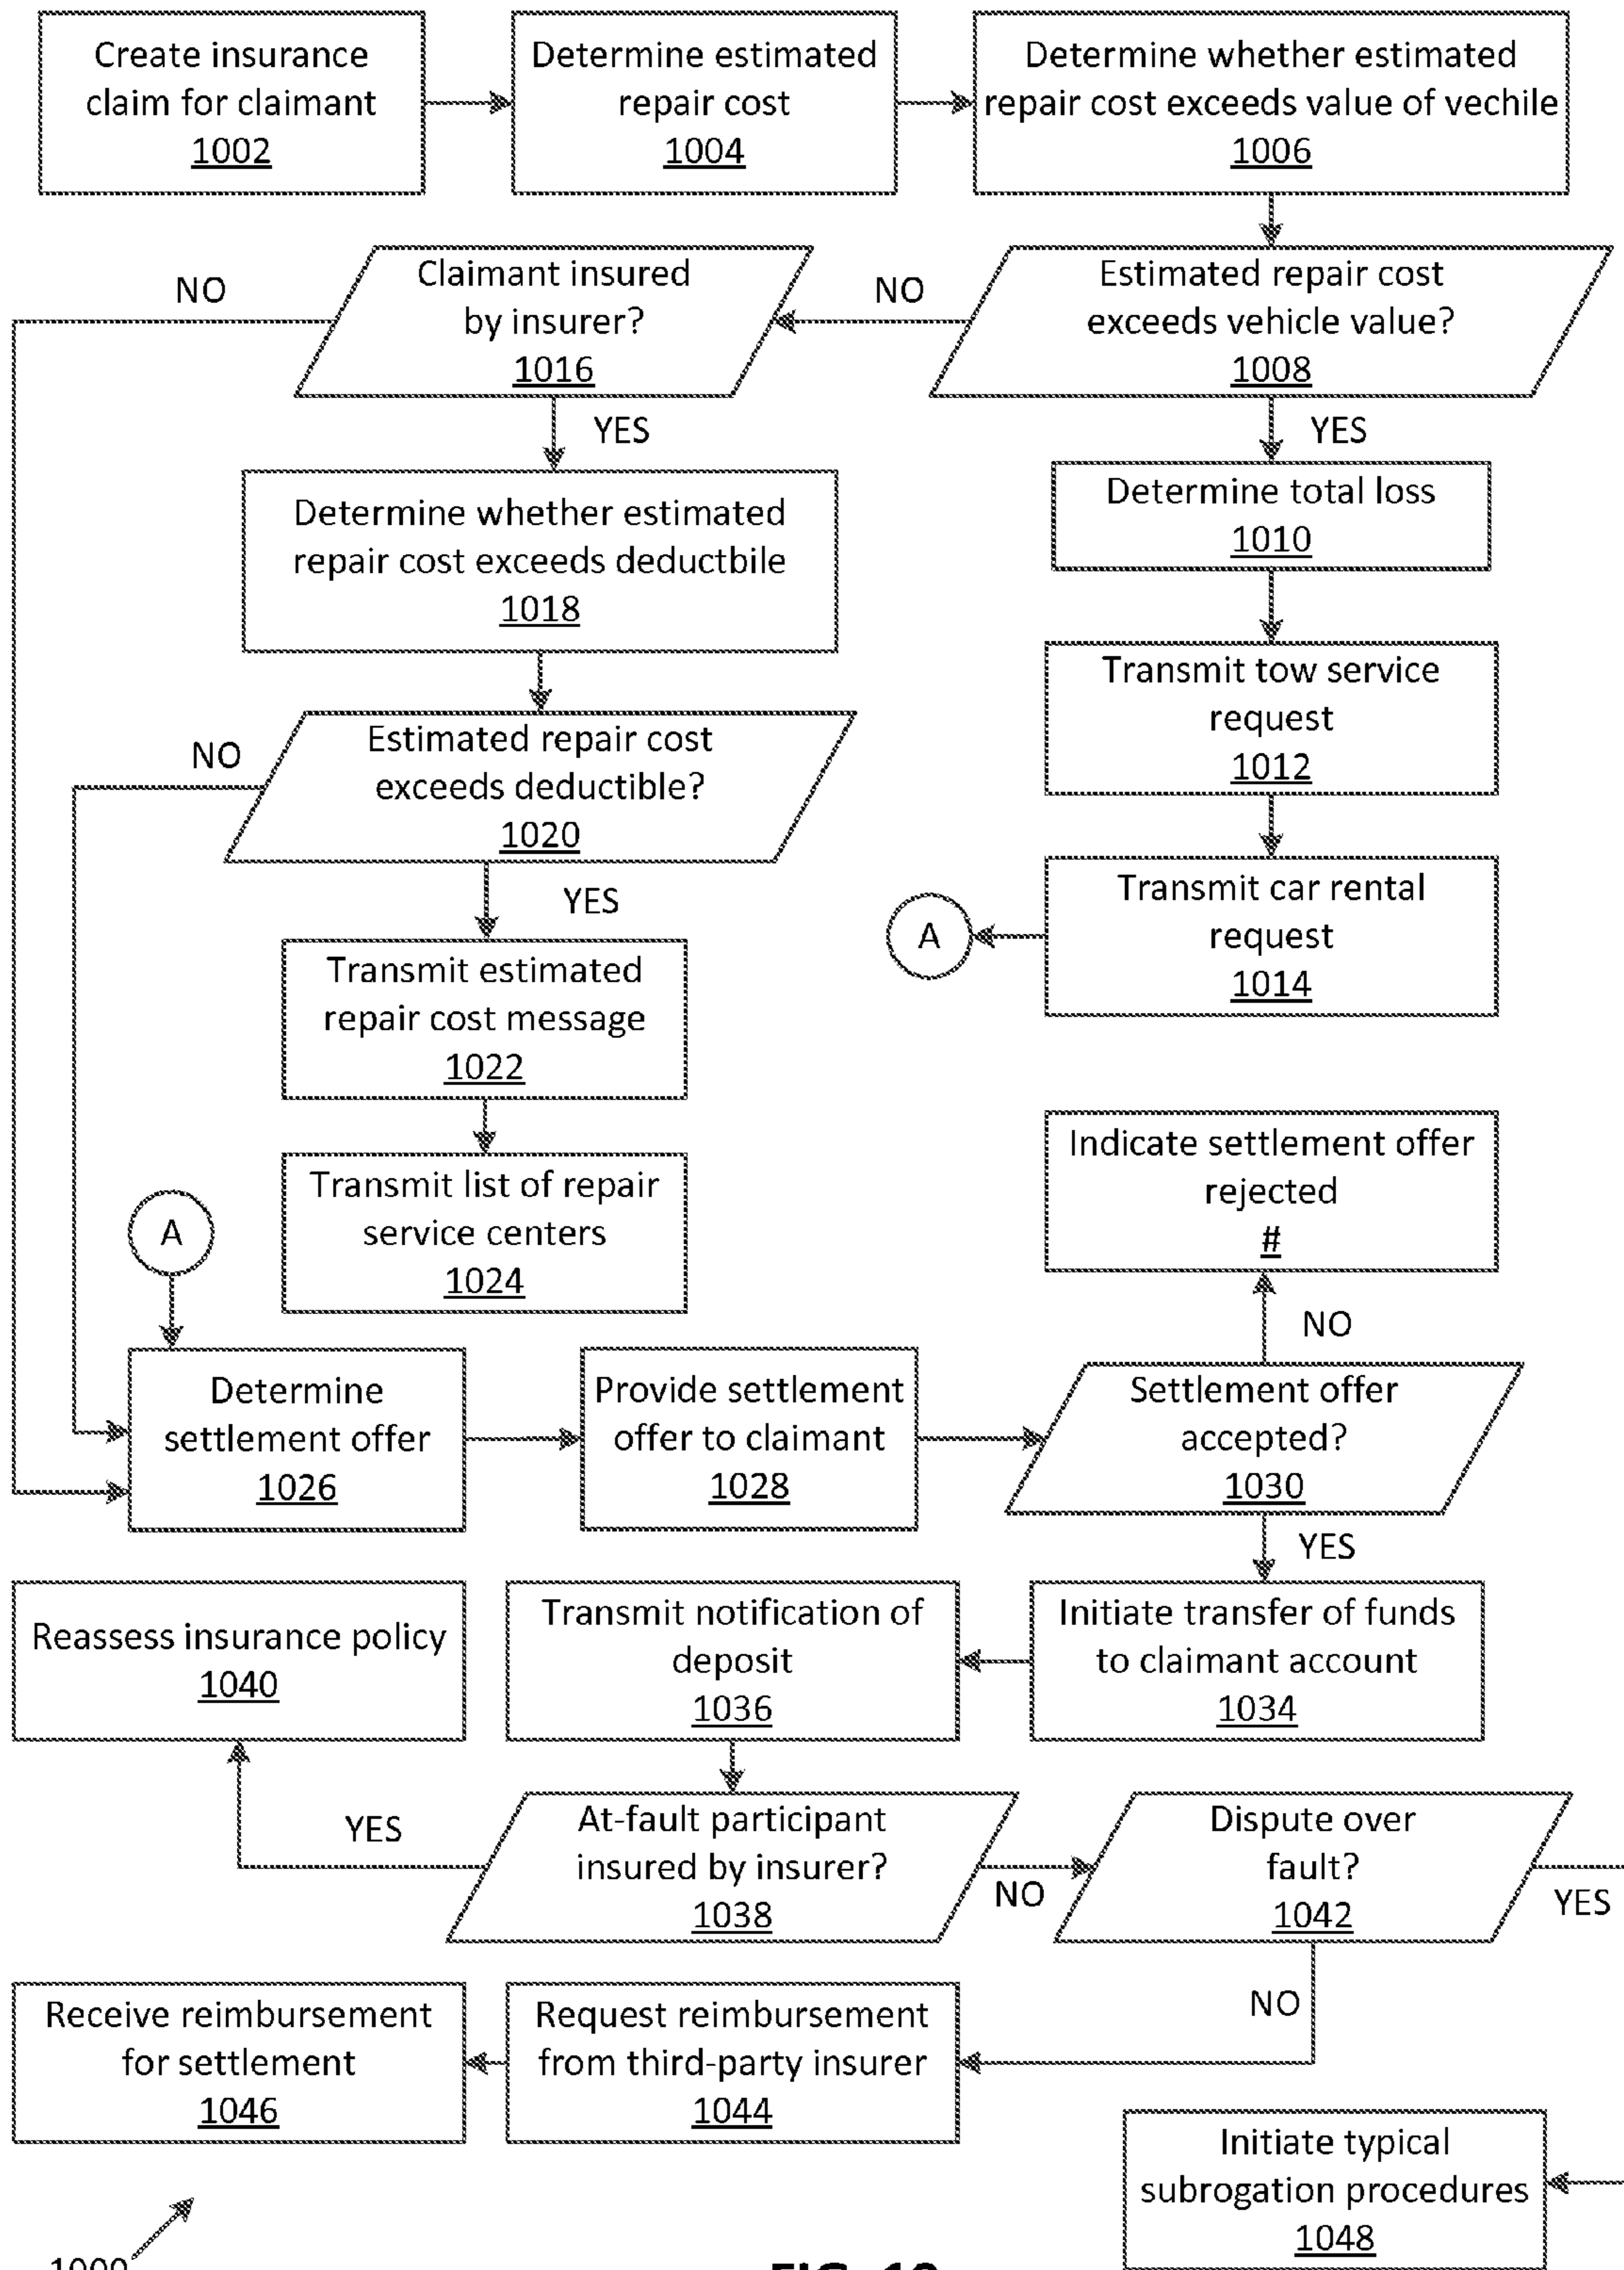 Create insurance
claim for claimant
1002
Determine estimated
repair cost
1004
Determine whether estimated
repair cost exceeds value of vechile
1006
NO
Claimant insured
by insurer?
1016
NO
Estimated repair cost
exceeds vehicle value?
1008
YES
YES
Determine whether estimated
repair cost exceeds deductbile
1018
Determine total loss
1010
Transmit tow service
request
1012
NO
Estimated repair cost
exceeds deductible?
1020
YES
Transmit car rental
request
1014
A
Transmit estimated
repair cost message
1022
Transmit list of repair
service centers
1024
Indicate settlement offer
rejected
#
A
NO
Determine
settlement offer
1026
Provide settlement
offer to claimant
1028
Settlement offer
accepted?
1030
YES
Reassess insurance policy
1040
Transmit notification of
deposit
1036
Initiate transfer of funds
to claimant account
1034
YES
At-fault participant
insured by insurer?
1038
NO
Dispute over
fault?
1042
YES
NO
Receive reimbursement
for settlement
1046
Request reimbursement
from third-party insurer
1044
Initiate typical
subrogation procedures
1048
1000
FIG. 10